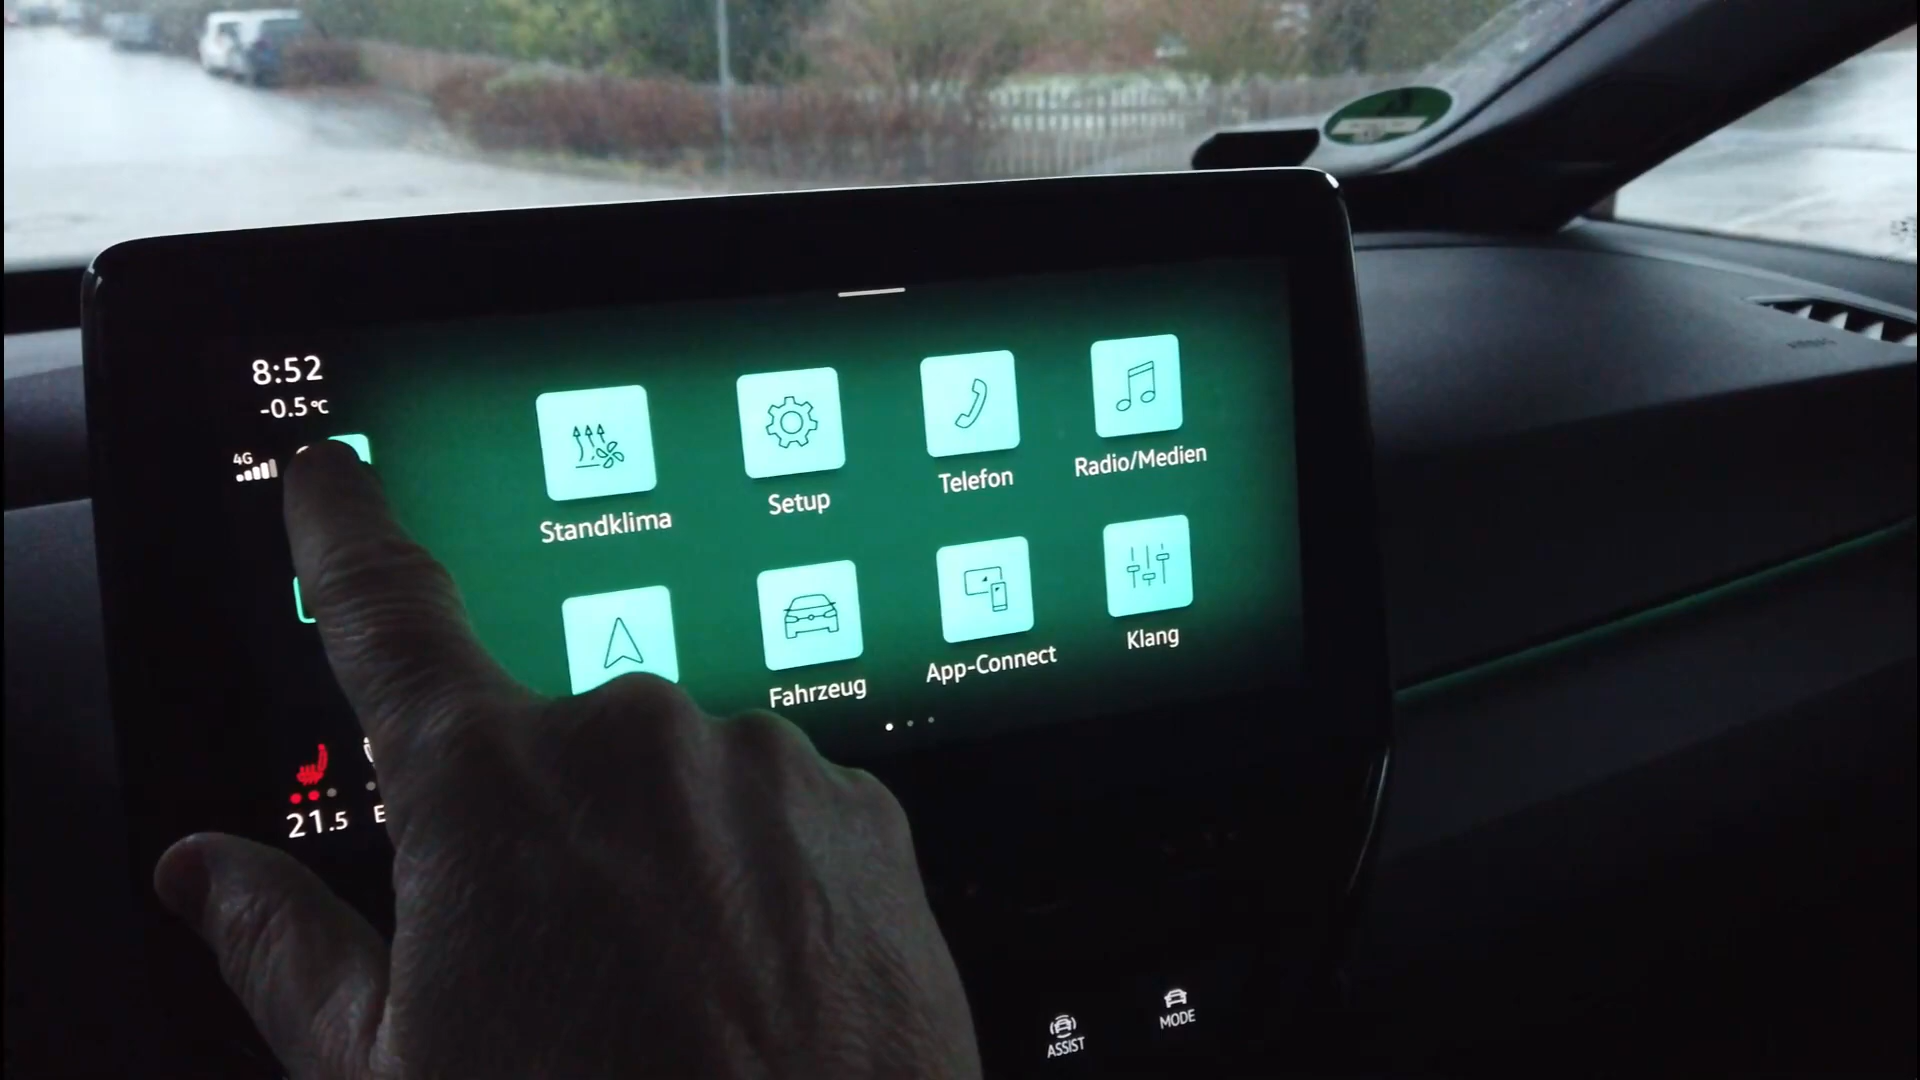 8:52
-0.5°C
4G
Standklima
Setup
Telefon
Radio/Medien
Fahrzeug
App-Connect
Klang
21.5
E
ASSIST
MODE